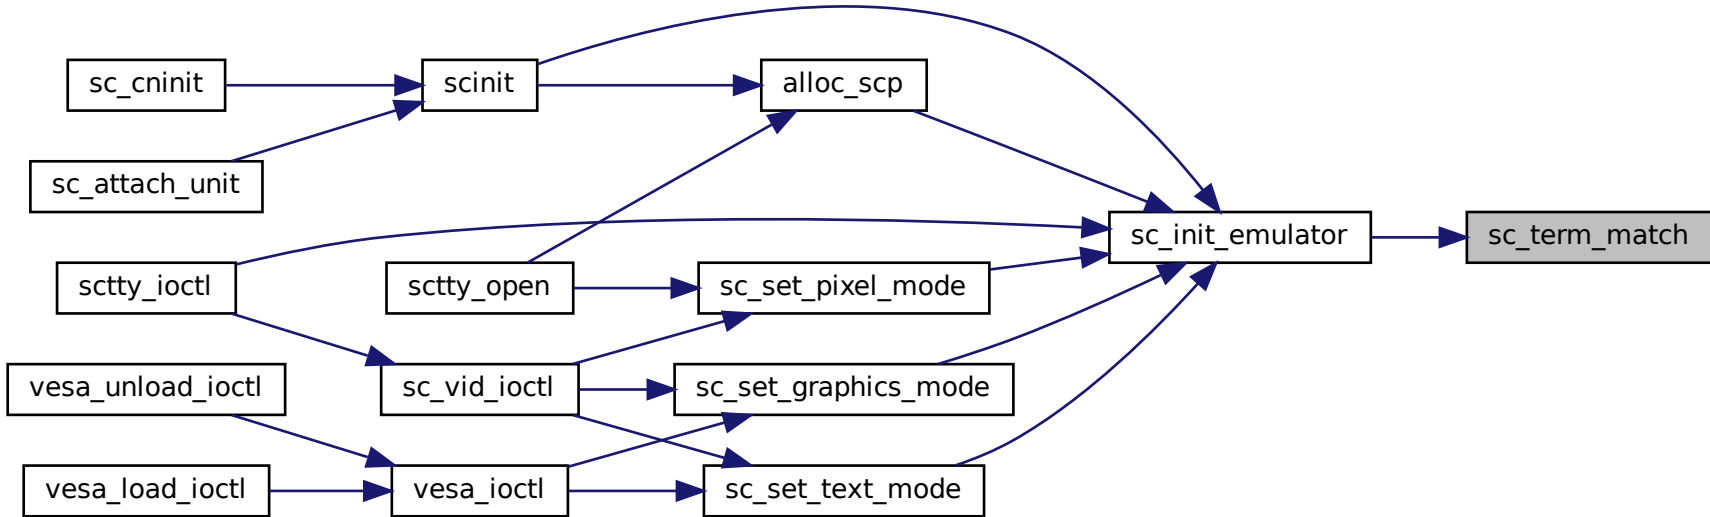 sc_cninit
scinit
alloc_scp
sc_attach_unit
sc_init_emulator
sc_term_match
sctty_ioctl
sctty_open
sc_set_pixel_mode
vesa_unload_ioctl
sc_vid_ioctl
sc_set_graphics_mode
vesa_load_ioctl
vesa_ioctl
sc_set_text_mode